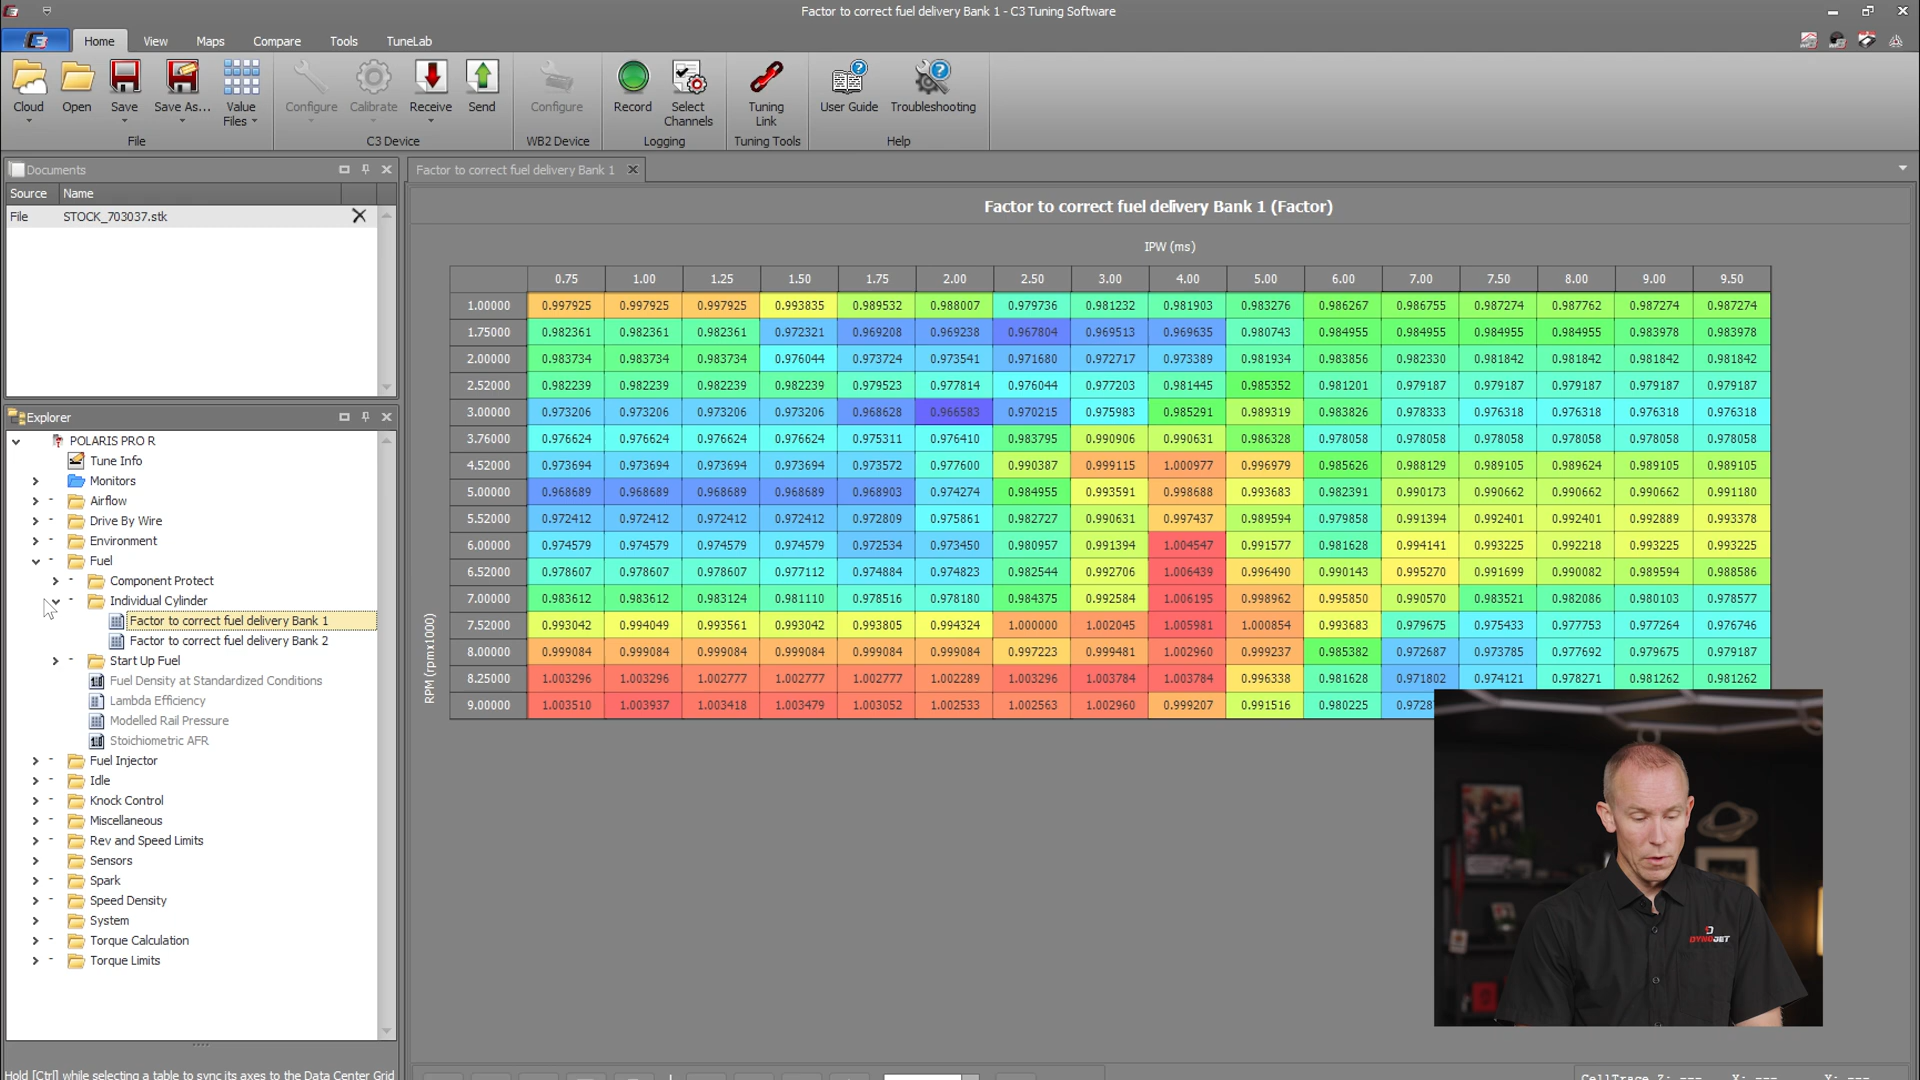 Factor to correct fuel delivery Bank 1 - C3 Tuning Software
Home View Maps Compare Tools TuneLab
Cloud Open Save Save As... Value Files Configure Calibrate Receive Send Configure Record Select Channels Tuning Link User Guide Troubleshooting
File C3 Device WB2 Device Logging Tuning Tools Help
Documents
Source Name
File STOCK_703037.stk
Explorer
POLARIS PRO R
Tune Info
Monitors
Airflow
Drive By Wire
Environment
Fuel
Component Protect
Individual Cylinder
Factor to correct fuel delivery Bank 1
Factor to correct fuel delivery Bank 2
Start Up Fuel
Fuel Density at Standardized Conditions
Lambda Efficiency
Modelled Rail Pressure
Stoichiometric AFR
Fuel Injector
Idle
Knock Control
Miscellaneous
Rev and Speed Limits
Sensors
Spark
Speed Density
System
Torque Calculation
Torque Limits
Hold [Ctrl] while selecting a table to sync its axes to the Data Center Grid
Factor to correct fuel delivery Bank 1
Factor to correct fuel delivery Bank 1 (Factor)
IPW (ms)
RPM (rpmx1000)
0.75 1.00 1.25 1.50 1.75 2.00 2.50 3.00 4.00 5.00 6.00 7.00 7.50 8.00 9.00 9.50
1.00000 0.997925 0.997925 0.997925 0.993835 0.989532 0.988007 0.979736 0.981232 0.981903 0.983276 0.986267 0.986755 0.987274 0.987762 0.987274 0.987274
1.75000 0.982361 0.982361 0.982361 0.972321 0.969208 0.969238 0.967804 0.969513 0.969635 0.980743 0.984955 0.984955 0.984955 0.984955 0.983978 0.983978
2.00000 0.983734 0.983734 0.983734 0.976044 0.973724 0.973541 0.971680 0.972717 0.973389 0.981934 0.983856 0.982330 0.981842 0.981842 0.981842 0.981842
2.52000 0.982239 0.982239 0.982239 0.982239 0.979523 0.977814 0.976044 0.977203 0.981445 0.985352 0.981201 0.979187 0.979187 0.979187 0.979187 0.979187
3.00000 0.973206 0.973206 0.973206 0.973206 0.968628 0.966583 0.970215 0.975983 0.985291 0.989319 0.983826 0.978333 0.976318 0.976318 0.976318 0.976318
3.76000 0.976624 0.976624 0.976624 0.976624 0.975311 0.976410 0.983795 0.990906 0.990631 0.986328 0.978058 0.978058 0.978058 0.978058 0.978058 0.978058
4.52000 0.973694 0.973694 0.973694 0.973694 0.973572 0.977600 0.990387 0.999115 1.000977 0.996979 0.985626 0.988129 0.989105 0.989624 0.989105 0.989105
5.00000 0.968689 0.968689 0.968689 0.968689 0.968903 0.974274 0.984955 0.993591 0.998688 0.993683 0.982391 0.990173 0.990662 0.990662 0.990662 0.991180
5.52000 0.972412 0.972412 0.972412 0.972412 0.972809 0.975861 0.982727 0.990631 0.997437 0.989594 0.979858 0.991394 0.992401 0.992401 0.992889 0.993378
6.00000 0.974579 0.974579 0.974579 0.974579 0.972534 0.973450 0.980957 0.991394 1.004547 0.991577 0.981628 0.994141 0.993225 0.992218 0.993225 0.993225
6.52000 0.978607 0.978607 0.978607 0.977112 0.974884 0.974823 0.982544 0.992706 1.006439 0.996490 0.990143 0.995270 0.991699 0.990082 0.989594 0.988586
7.00000 0.983612 0.983612 0.983124 0.981110 0.978516 0.978180 0.984375 0.992584 1.006195 0.998962 0.995850 0.990570 0.983521 0.982086 0.980103 0.978577
7.52000 0.993042 0.994049 0.993561 0.993042 0.993805 0.994324 1.000000 1.002045 1.005981 1.000854 0.993683 0.979675 0.975433 0.977753 0.977264 0.976746
8.00000 0.999084 0.999084 0.999084 0.999084 0.999084 0.999084 0.997223 0.999481 1.002960 0.999237 0.985382 0.972687 0.973785 0.977692 0.979675 0.979187
8.25000 1.003296 1.003296 1.002777 1.002777 1.002777 1.002289 1.003296 1.003784 1.003784 0.996338 0.981628 0.971802 0.974121 0.978271 0.981262 0.981262
9.00000 1.003510 1.003937 1.003418 1.003479 1.003052 1.002533 1.002563 1.002960 0.999207 0.991516 0.980225 0.9728
DYNOJET